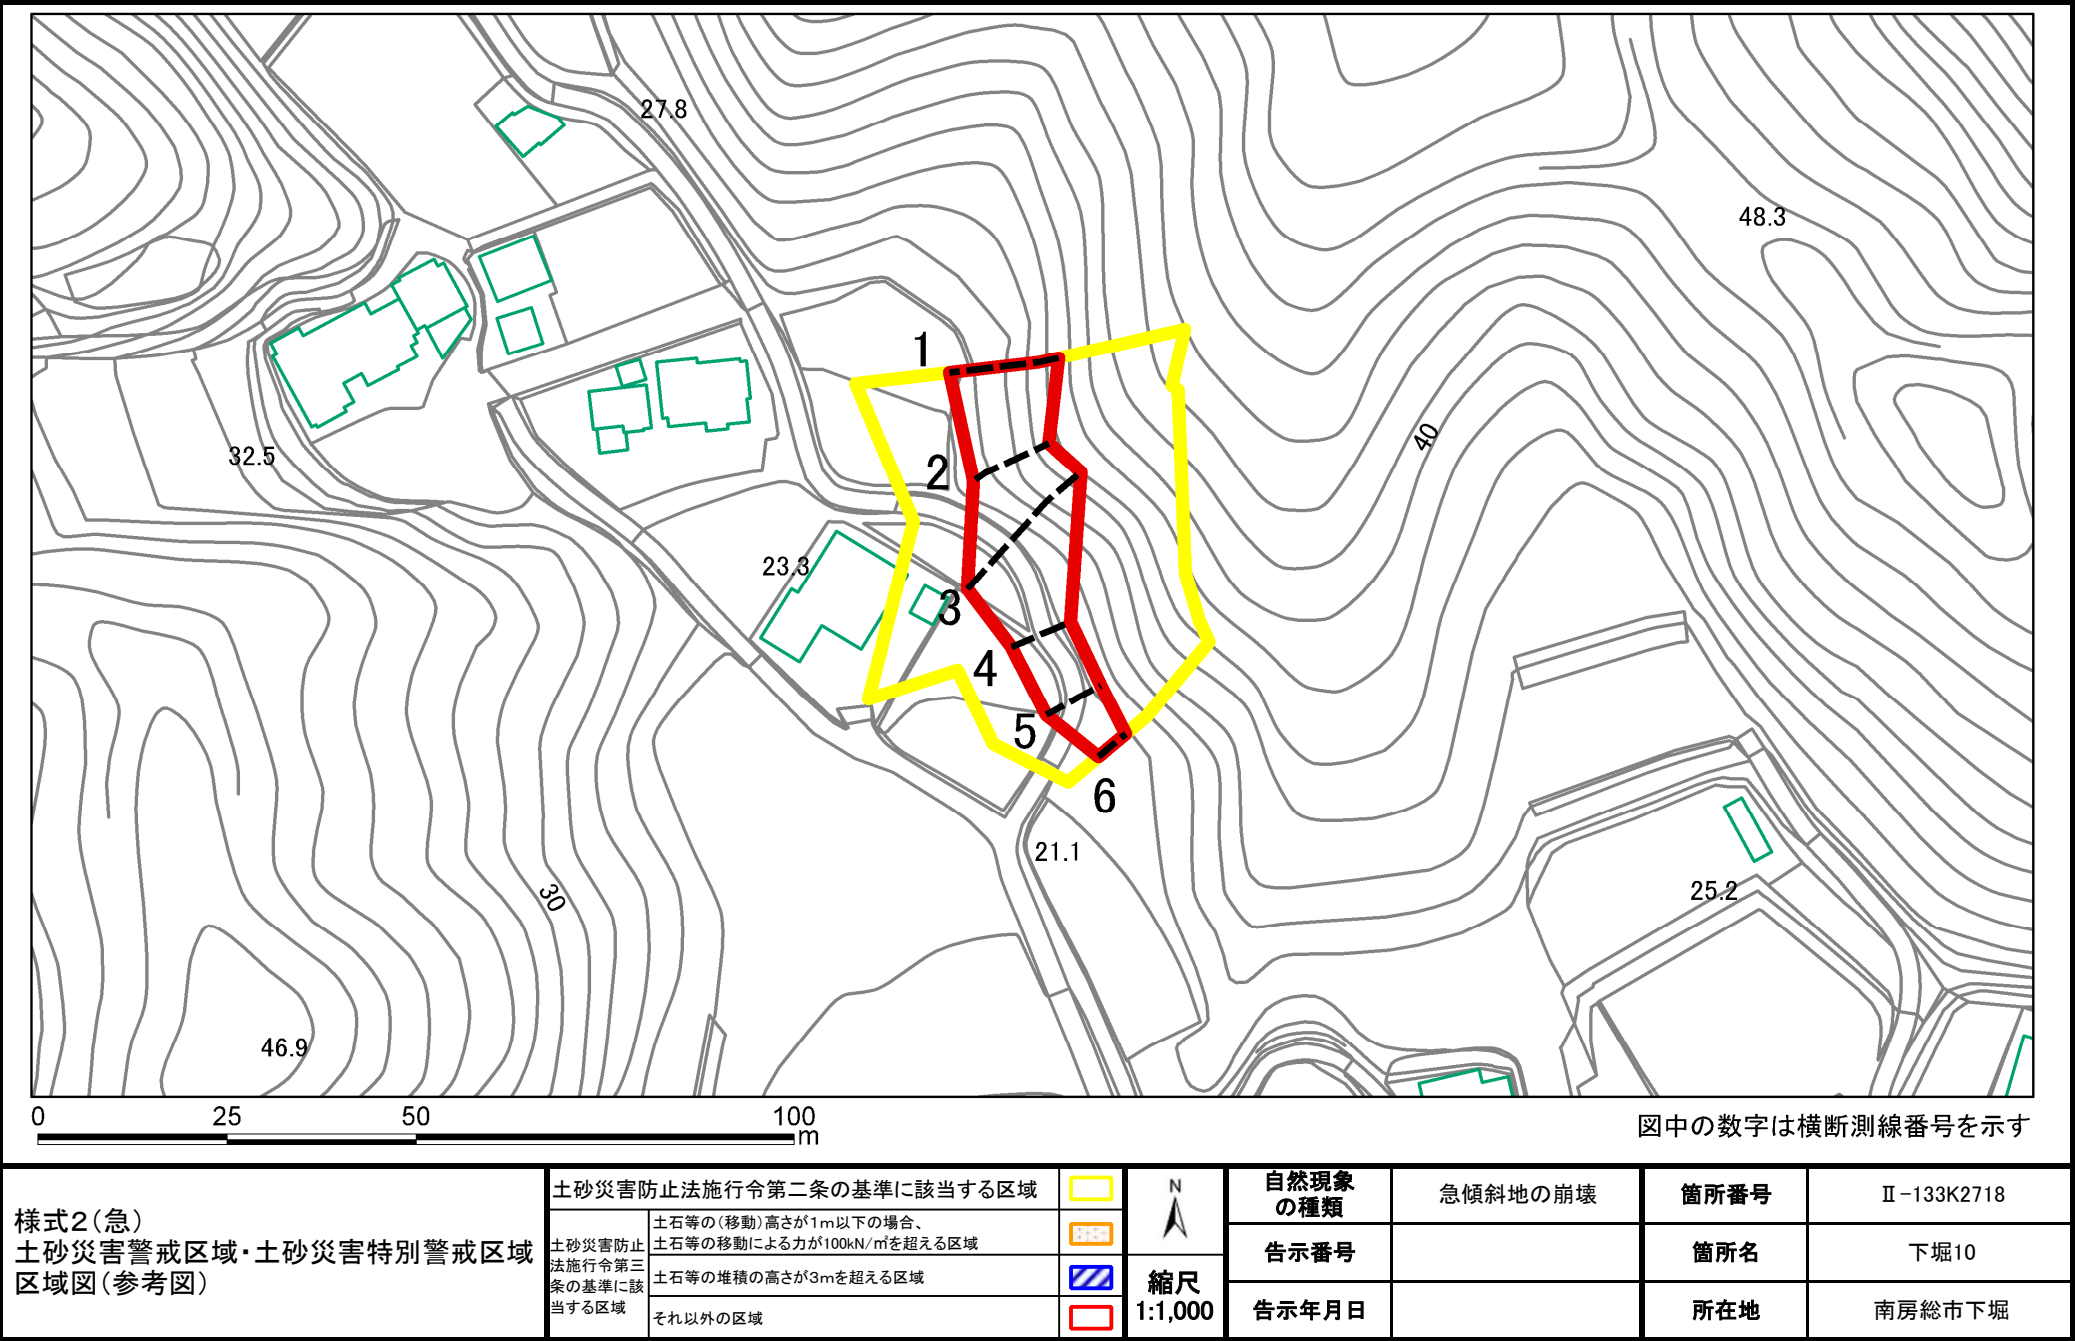 27.8
48.3
1
40
2
32.5
23.3
3
4
5
6
21.1
30
25.2
46.9
0 25 50 100
m
図中の数字は横断測線番号を示す
様式2(急)
土砂災害警戒区域・土砂災害特別警戒区域
区域図(参考図)
土砂災害防止法施行令第二条の基準に該当する区域
土砂災害防止
法施行令第三
条の基準に該
当する区域
土石等の(移動)高さが1m以下の場合、
土石等の移動による力が100kN/㎡を超える区域
土石等の堆積の高さが3mを超える区域
それ以外の区域
N
縮尺
1:1,000
自然現象
の種類
急傾斜地の崩壊
箇所番号
Ⅱ-133K2718
告示番号
箇所名
下堀10
告示年月日
所在地
南房総市下堀